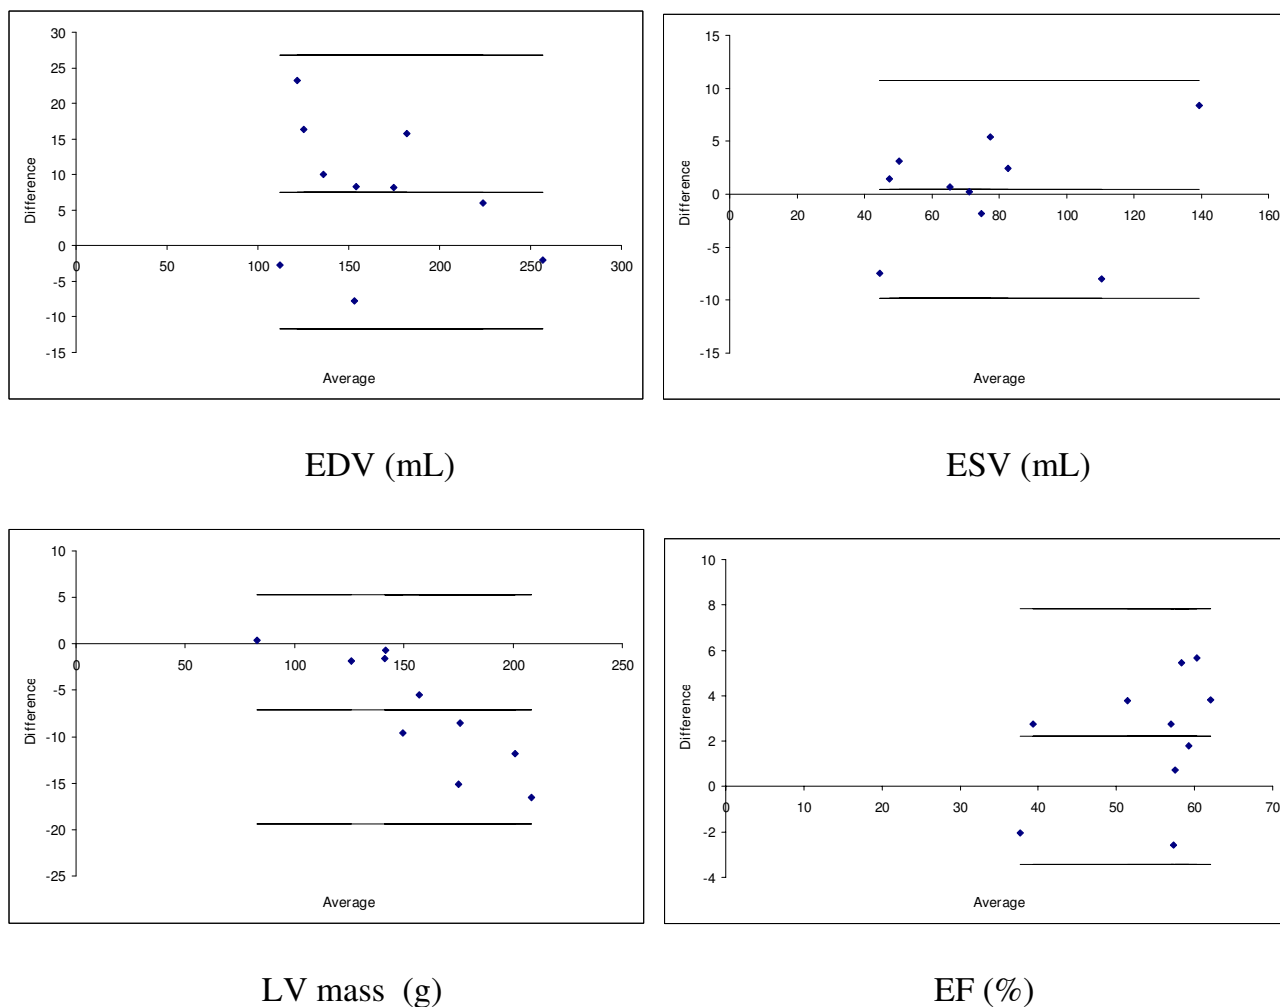 30
25
20
15
10
5
0
-5
-10
-15
0 50 100 150 200 250 300
Difference
Average
EDV (mL)
15
10
5
0
-5
-10
-15
0 20 40 60 80 100 120 140 160
Difference
Average
ESV (mL)
10
5
0
-5
-10
-15
-20
-25
0 50 100 150 200 250
Difference
Average
LV mass (g)
10
8
6
4
2
0
-2
-4
0 10 20 30 40 50 60 70
Difference
Average
EF (%)